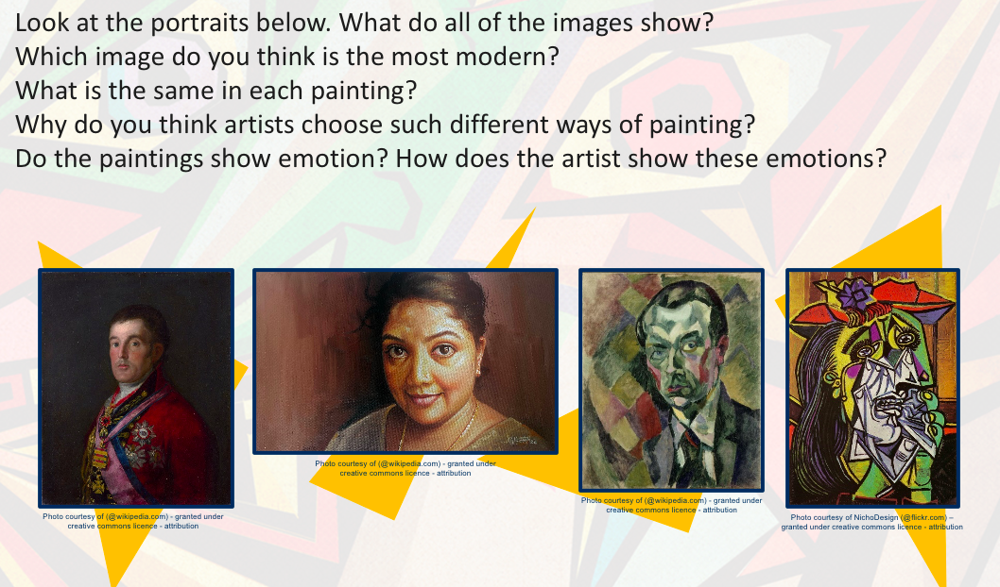 Look at the portraits below. What do all of the images show?
Which image do you think is the most modern?
What is the same in each painting?
Why do you think artists choose such different ways of painting?
Do the paintings show emotion? How does the artist show these emotions?
Photo courtesy of (@wikipedia.com) - granted under
creative commons licence - attribution
Photo courtesy of (@wikipedia.com) - granted under
creative commons licence - attribution
Photo courtesy of (@wikipedia.com) - granted under
creative commons licence - attribution
Photo courtesy of NichoDesign (@flickr.com) –
granted under creative commons licence - attribution